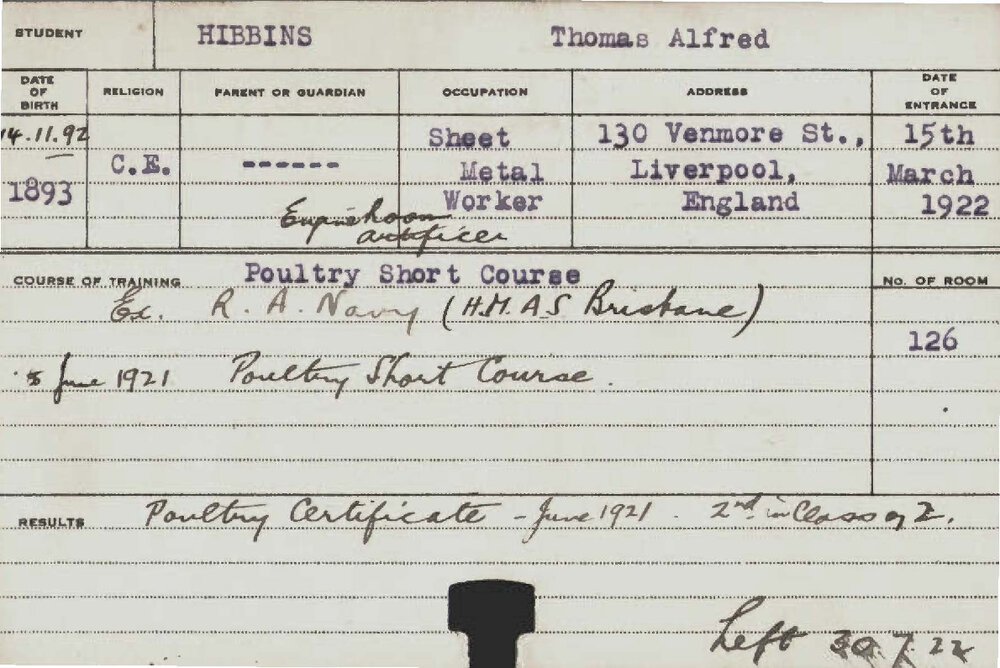 STUDENT HIBBINS Thomas Alfred
DATE OF BIRTH RELIGION PARENT OR GUARDIAN OCCUPATION ADDRESS DATE OF ENTRANCE
14.11.92 Sheet 130 Venmore St., 15th
C.E. ------ Metal Liverpool, March
1893 Worker England 1922
Engine Room
artificer
COURSE OF TRAINING Poultry Short Course NO. OF ROOM
Ex. R. A. Navy (H.M.A.S Brisbane)
126
5 June 1921 Poultry Short Course.
RESULTS Poultry Certificate - June 1921. 2nd in Class of 2.
Left 30 7 22